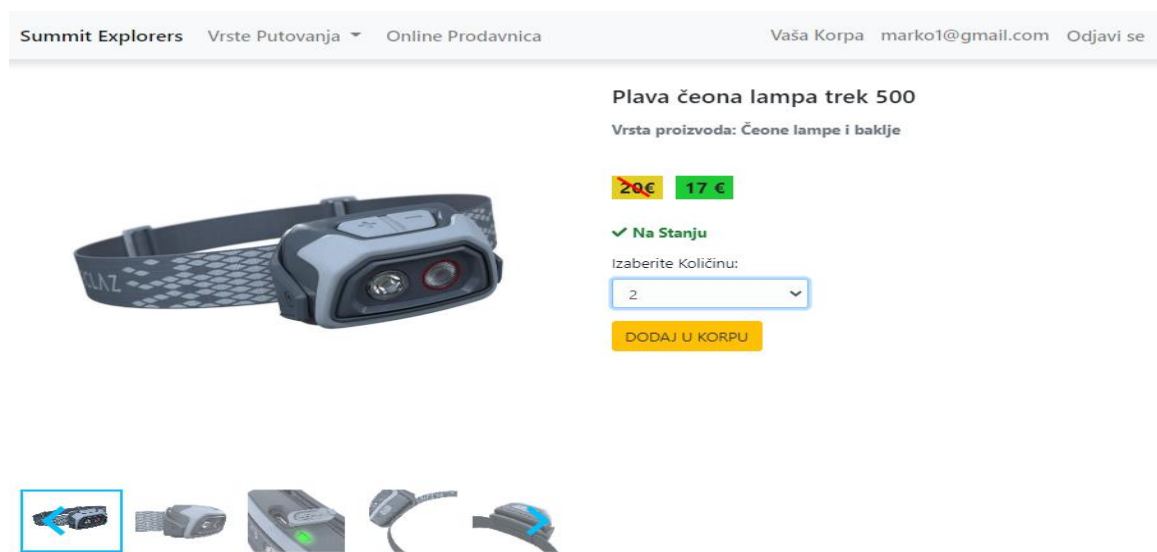 Summit Explorers Vrste Putovanja Online Prodavnica Vaša Korpa marko1@gmail.com Odjavi se
Plava čeona lampa trek 500
Vrsta proizvoda: Čeone lampe i baklje
20€ 17 €
Na Stanju
Izaberite Količinu:
2
DODAJ U KORPU